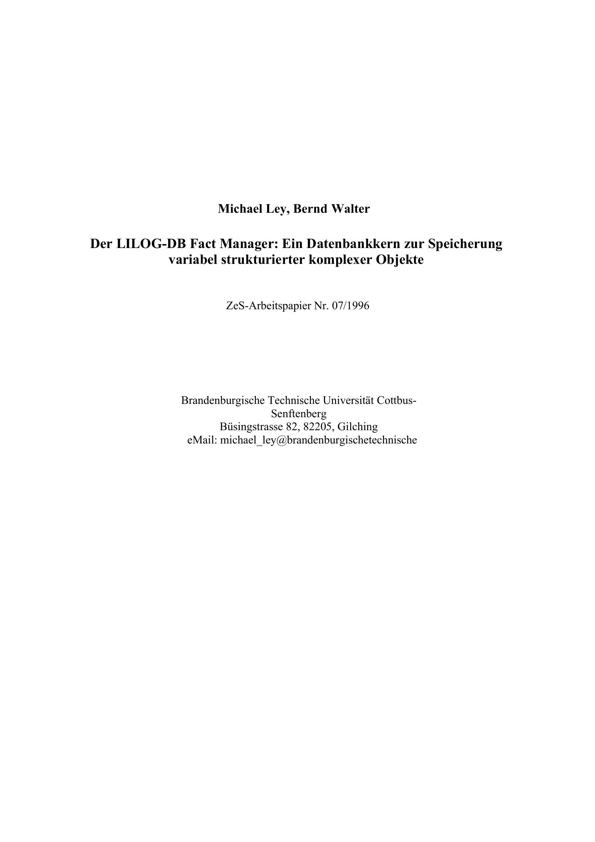 Michael Ley, Bernd Walter
Der LILOG-DB Fact Manager: Ein Datenbankkern zur Speicherung
variabel strukturierter komplexer Objekte
ZeS-Arbeitspapier Nr. 07/1996
Brandenburgische Technische Universität Cottbus-
Senftenberg
Büsingstrasse 82, 82205, Gilching
eMail: michael_ley@brandenburgischetechnische